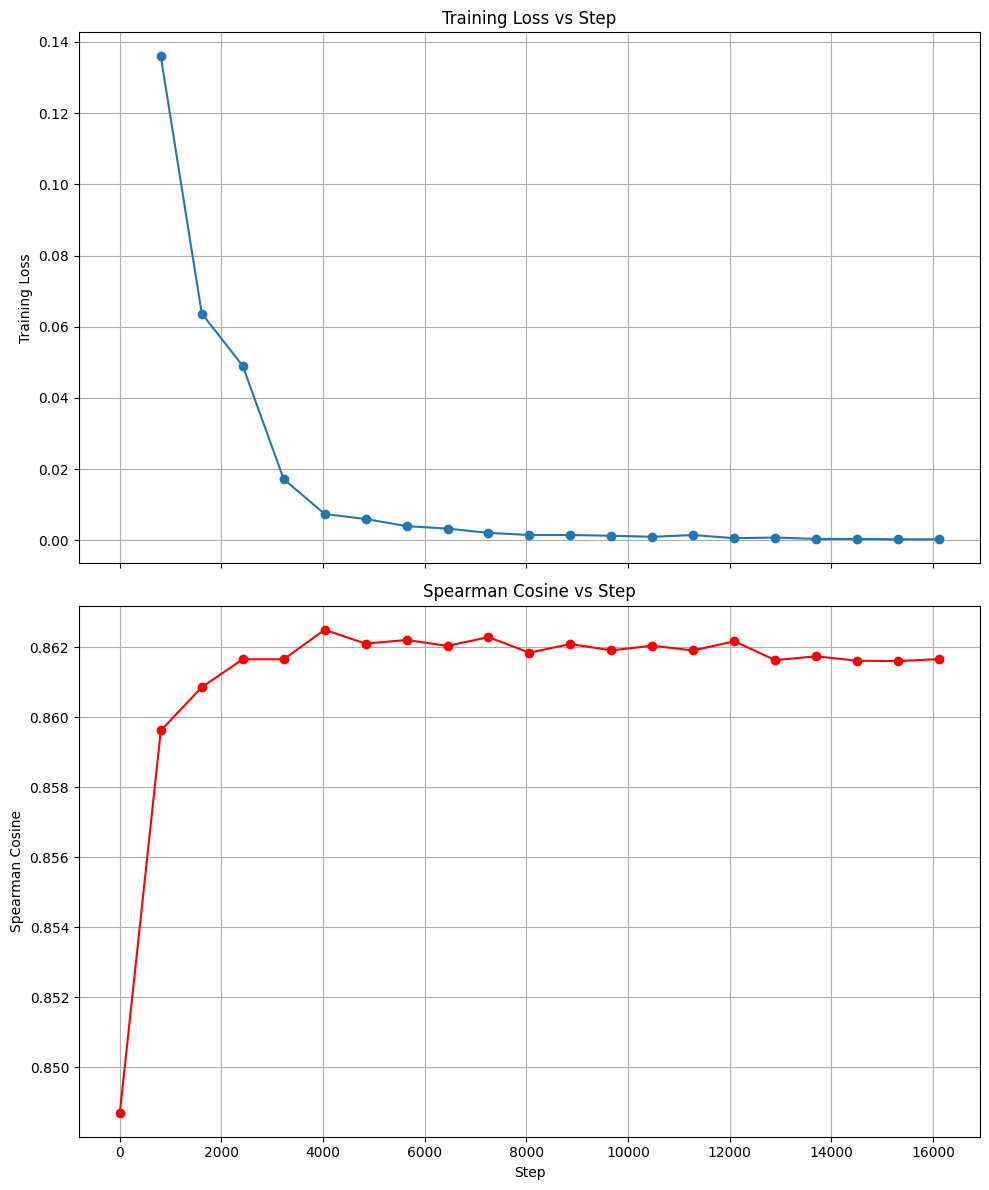 Training Loss vs Step
0.14
0.12
0.10
0.08
0.06
0.04
0.02
0.00
Training Loss
Spearman Cosine vs Step
0.862
0.860
0.858
0.856
0.854
0.852
0.850
Spearman Cosine
0 2000 4000 6000 8000 10000 12000 14000 16000
Step